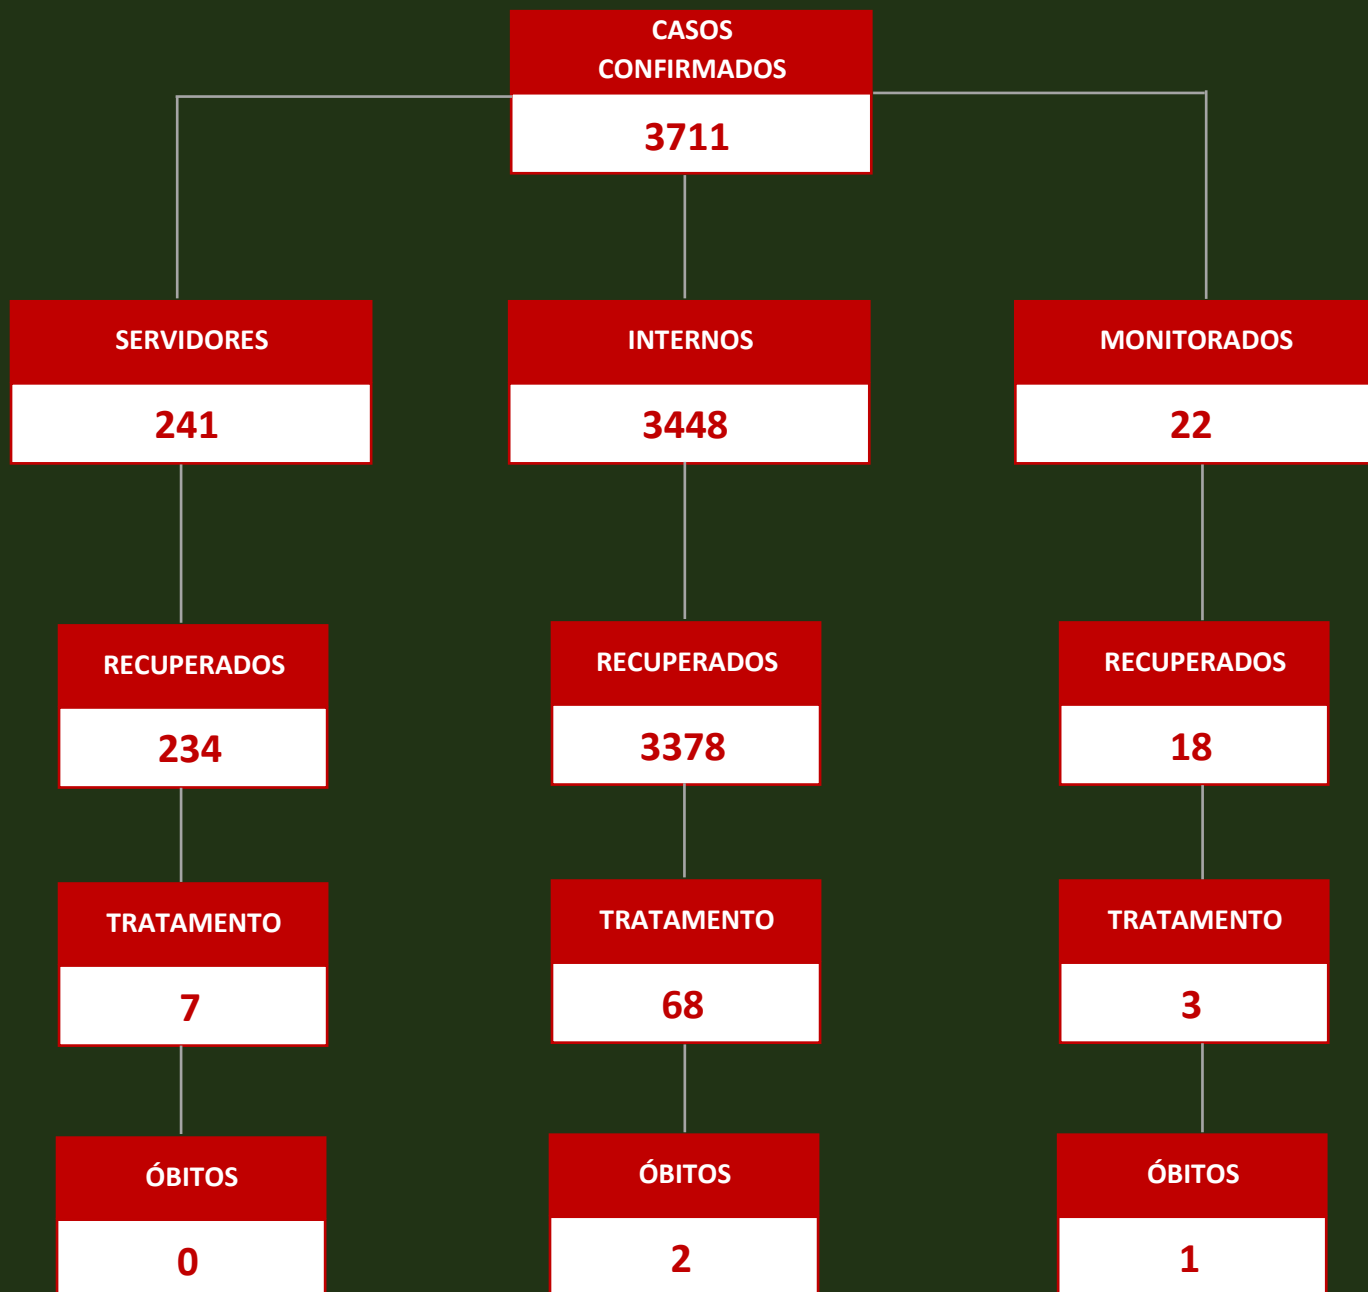 CASOS
CONFIRMADOS
3711
SERVIDORES
INTERNOS
MONITORADOS
241
3448
22
RECUPERADOS
RECUPERADOS
RECUPERADOS
234
3378
18
TRATAMENTO
TRATAMENTO
TRATAMENTO
7
68
3
ÓBITOS
ÓBITOS
ÓBITOS
0
2
1